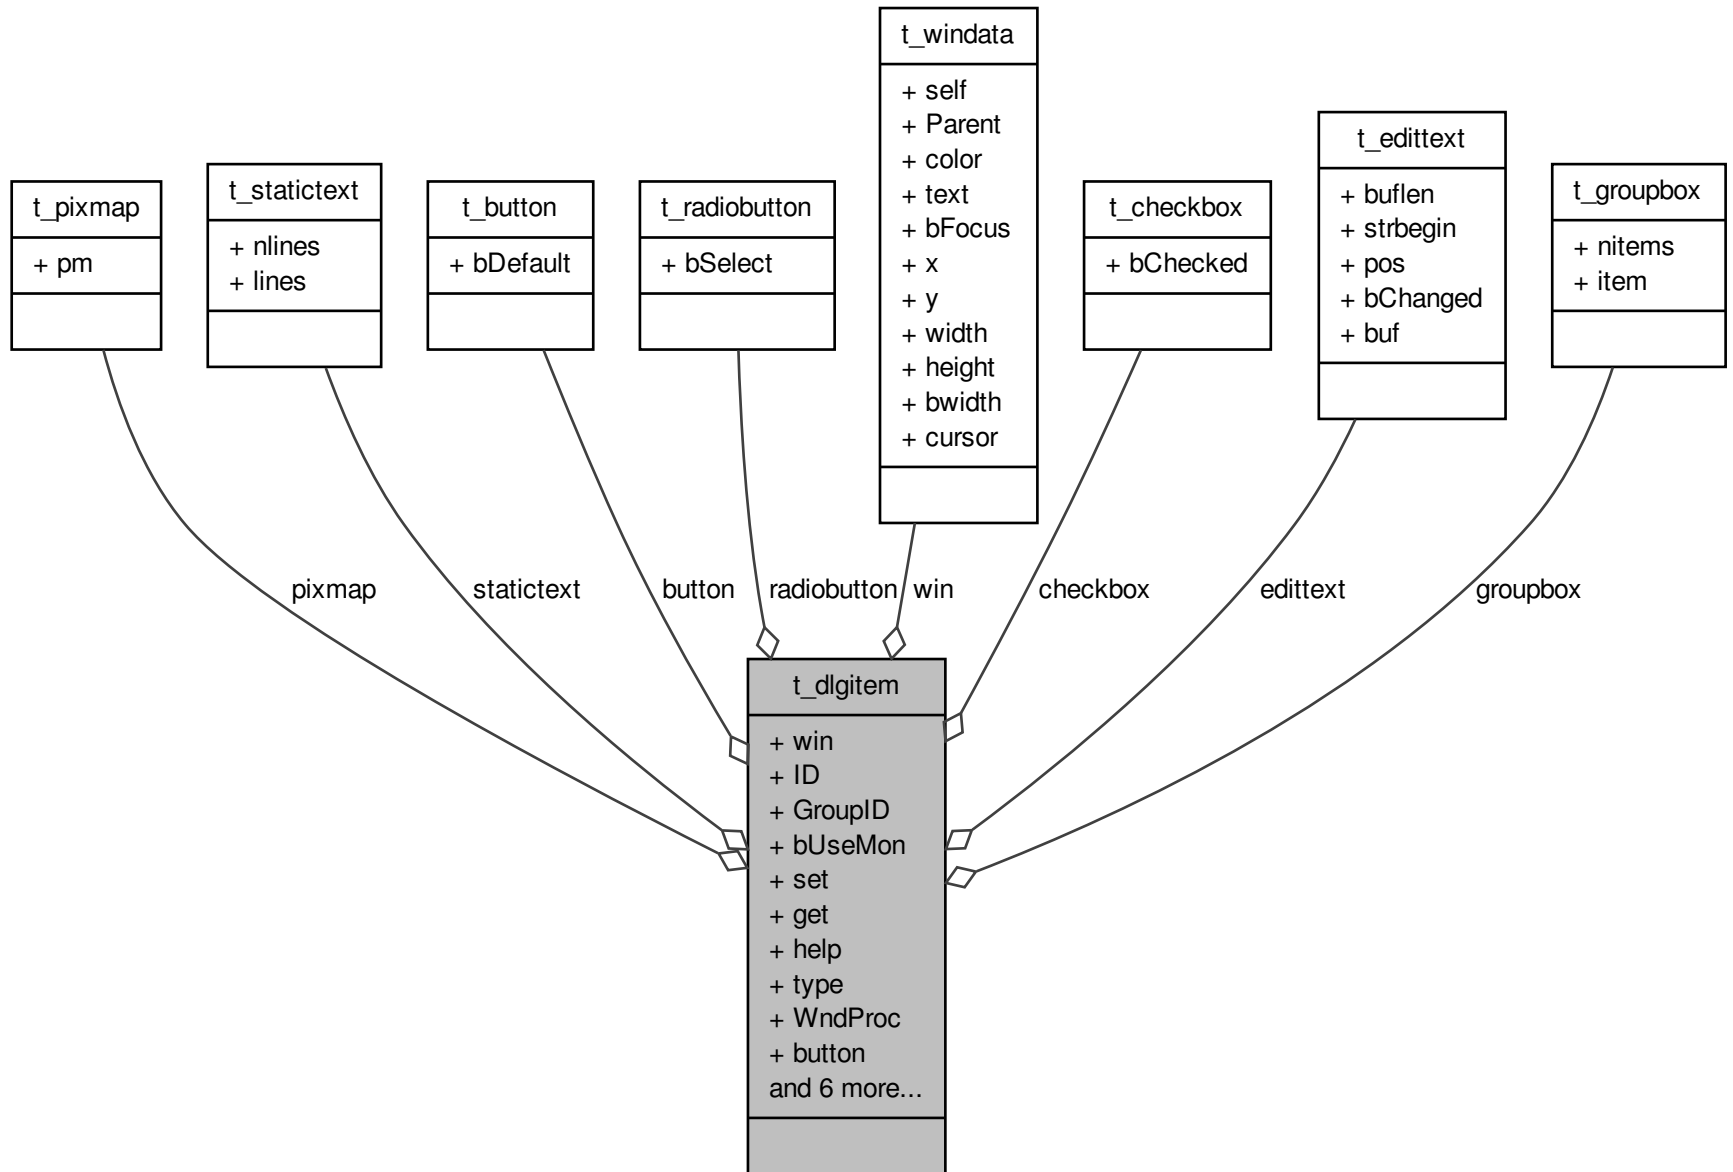 t_windata
+ self
+ Parent
+ color
+ text
+ bFocus
+ x
+ y
+ width
+ height
+ bwidth
+ cursor
t_edittext
+ buflen
+ strbegin
+ pos
+ bChanged
+ buf
t_pixmap
+ pm
t_statictext
+ nlines
+ lines
t_button
+ bDefault
t_radiobutton
+ bSelect
t_checkbox
+ bChecked
t_groupbox
+ nitems
+ item
pixmap
statictext
button
radiobutton
win
checkbox
edittext
groupbox
t_dlgitem
+ win
+ ID
+ GroupID
+ bUseMon
+ set
+ get
+ help
+ type
+ WndProc
+ button
and 6 more...